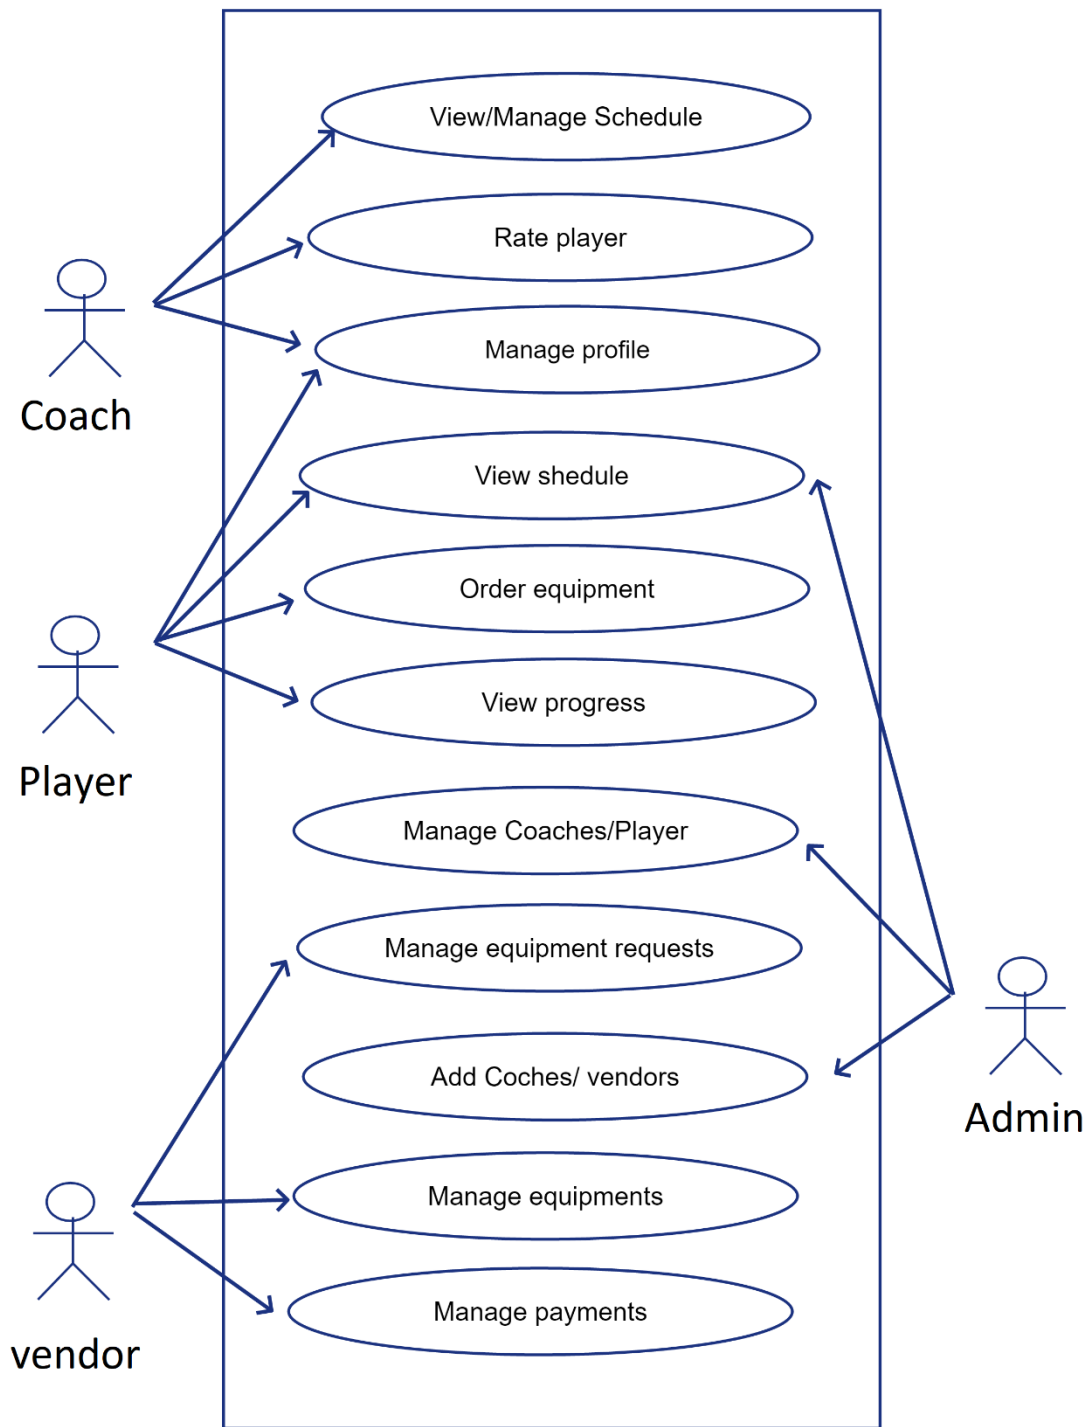 View/Manage Schedule
Rate player
Manage profile
Coach
View shedule
Order equipment
View progress
Player
Manage Coaches/Player
Manage equipment requests
Add Coches/ vendors
Admin
Manage equipments
Manage payments
vendor